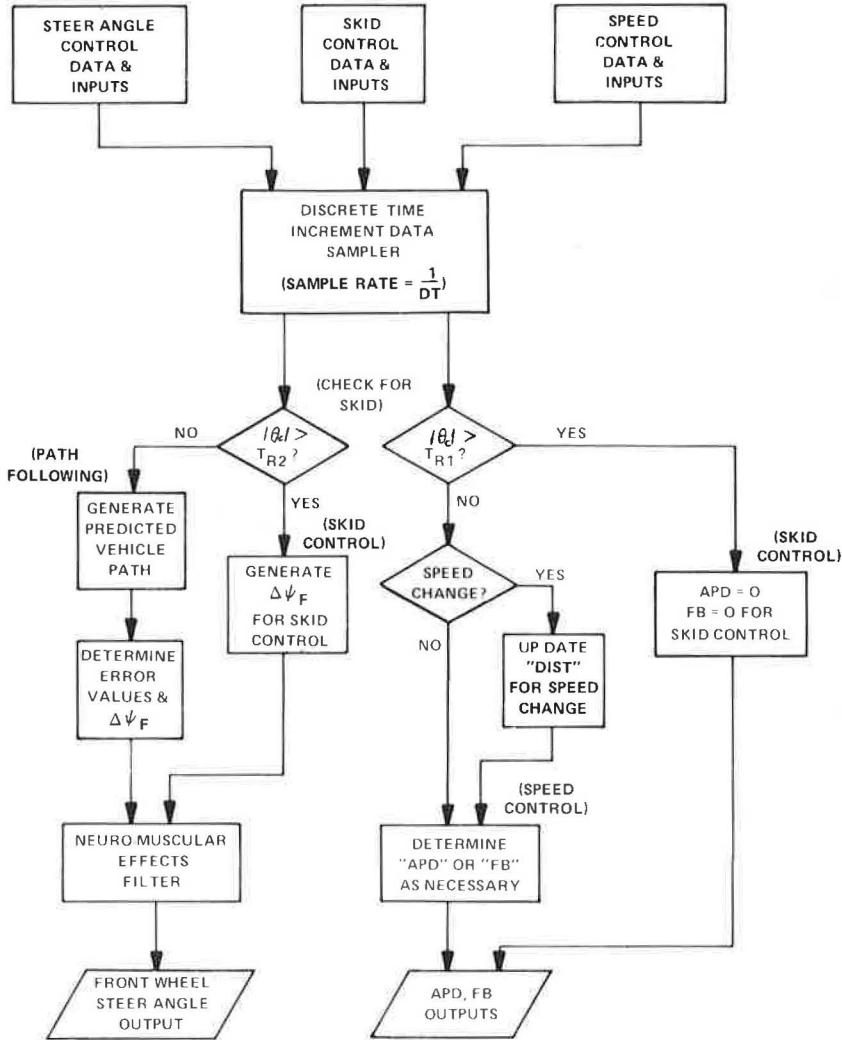 STEER ANGLE
CONTROL
DATA &
INPUTS
SKID
CONTROL
DATA &
INPUTS
SPEED
CONTROL
DATA &
INPUTS
DISCRETE TIME
INCREMENT DATA
SAMPLER
(SAMPLE RATE = 1/DT)
(CHECK FOR
SKID)
NO
|θd| >
TR2?
YES
|θd| >
TR1?
YES
NO
(PATH
FOLLOWING)
GENERATE
PREDICTED
VEHICLE
PATH
(SKID
CONTROL)
GENERATE
ΔψF
FOR SKID
CONTROL
SPEED
CHANGE?
YES
NO
(SKID
CONTROL)
APD = O
FB = O FOR
SKID CONTROL
DETERMINE
ERROR
VALUES &
ΔψF
UP DATE
"DIST"
FOR SPEED
CHANGE
(SPEED
CONTROL)
NEURO MUSCULAR
EFFECTS
FILTER
DETERMINE
"APD" OR "FB"
AS NECESSARY
FRONT WHEEL
STEER ANGLE
OUTPUT
APD, FB
OUTPUTS